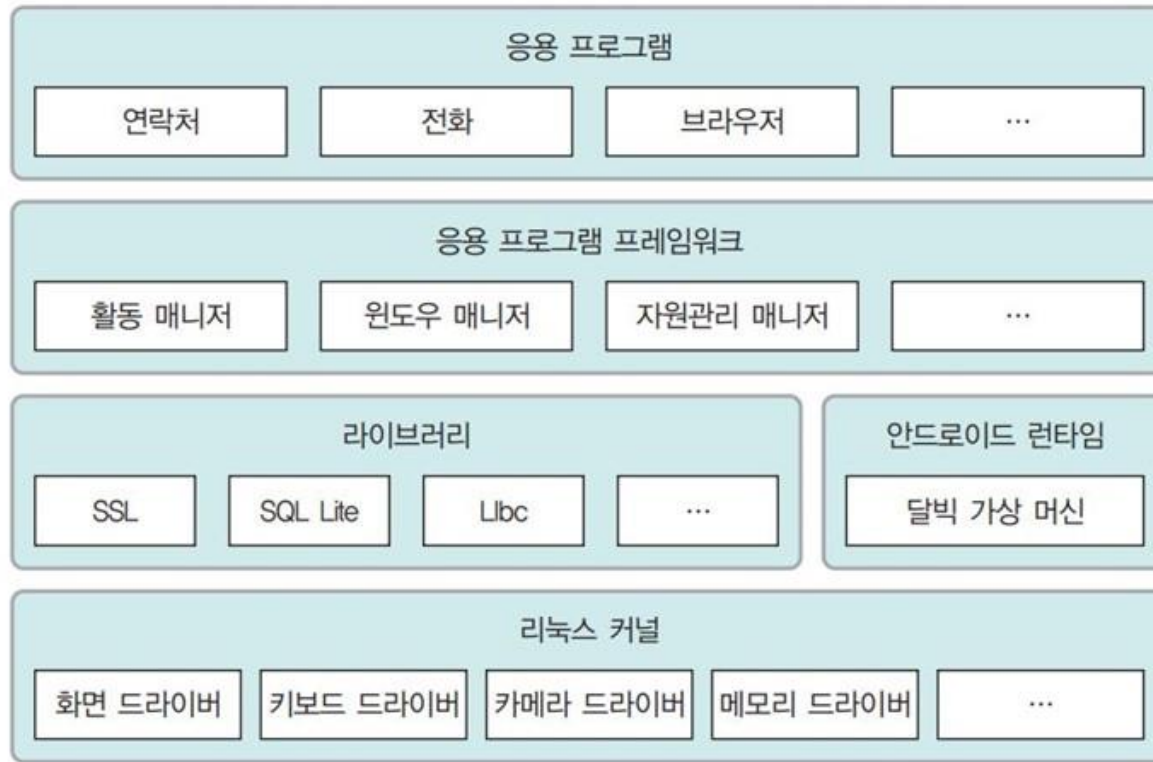 응용 프로그램
연락처 전화 브라우저 …
응용 프로그램 프레임워크
활동 매니저 윈도우 매니저 자원관리 매니저 …
라이브러리
SSL SQL Lite LIbc …
안드로이드 런타임
달빅 가상 머신
리눅스 커널
화면 드라이버 키보드 드라이버 카메라 드라이버 메모리 드라이버 …